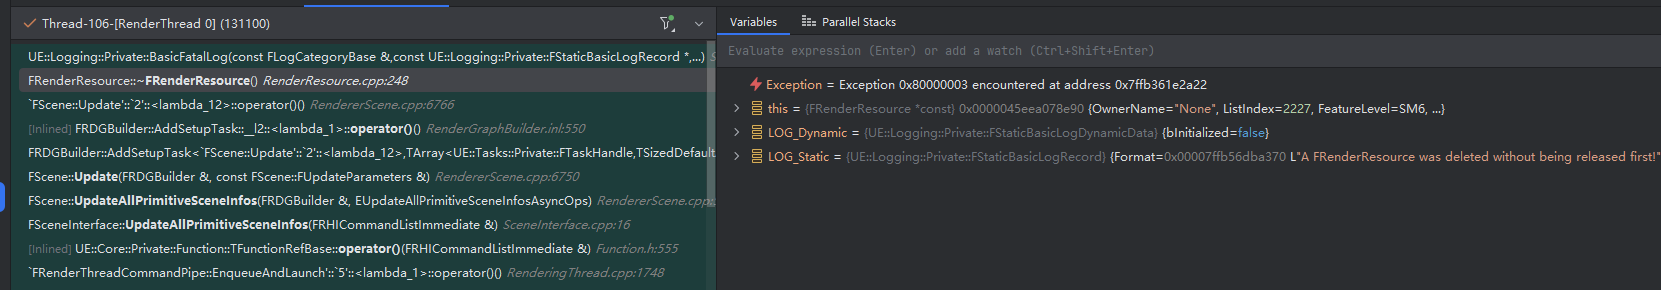 Thread-106-[RenderThread 0] (131100)
UE::Logging::Private::BasicFatalLog(const FLogCategoryBase &,const UE::Logging::Private::FStaticBasicLogRecord *,...)
FRenderResource::~FRenderResource() RenderResource.cpp:248
`FScene::Update'::`2'::<lambda_12>::operator()() RendererScene.cpp:6766
[Inlined] FRDGBuilder::AddSetupTask::__l2::<lambda_1>::operator()() RenderGraphBuilder.inl:550
FRDGBuilder::AddSetupTask<`FScene::Update'::`2'::<lambda_12>,TArray<UE::Tasks::Private::FTaskHandle,TSizedDefault
FScene::Update(FRDGBuilder &, const FScene::FUpdateParameters &) RendererScene.cpp:6750
FScene::UpdateAllPrimitiveSceneInfos(FRDGBuilder &, EUpdateAllPrimitiveSceneInfosAsyncOps) RendererScene.cpp:
FSceneInterface::UpdateAllPrimitiveSceneInfos(FRHICommandListImmediate &) SceneInterface.cpp:16
[Inlined] UE::Core::Private::Function::TFunctionRefBase::operator()(FRHICommandListImmediate &) Function.h:555
`FRenderThreadCommandPipe::EnqueueAndLaunch'::`5'::<lambda_1>::operator()() RenderingThread.cpp:1748
Variables Parallel Stacks
Evaluate expression (Enter) or add a watch (Ctrl+Shift+Enter)
Exception = Exception 0x80000003 encountered at address 0x7ffb361e2a22
this = {FRenderResource *const} 0x0000045eea078e90 {OwnerName="None", ListIndex=2227, FeatureLevel=SM6, ...}
LOG_Dynamic = {UE::Logging::Private::FStaticBasicLogDynamicData} {bInitialized=false}
LOG_Static = {UE::Logging::Private::FStaticBasicLogRecord} {Format=0x00007ffb56dba370 L"A FRenderResource was deleted without being released first!"